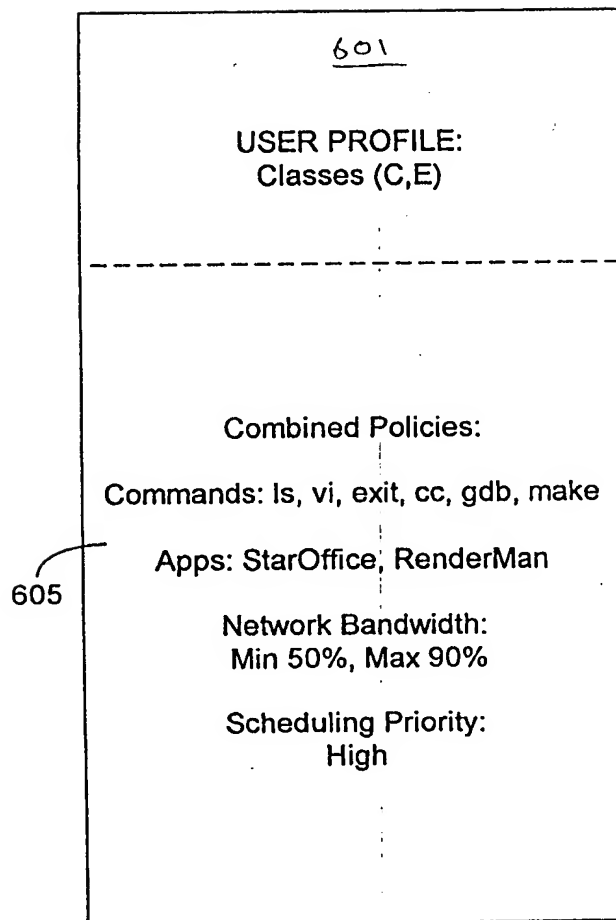 601
USER PROFILE:
Classes (C,E)
Combined Policies:
Commands: ls, vi, exit, cc, gdb, make
Apps: StarOffice, RenderMan
605
Network Bandwidth:
Min 50%, Max 90%
Scheduling Priority:
High